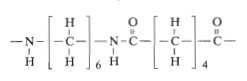 H O H O
—N—[—C—]—N—C—[—C—]—C—
H H 6 H H 4